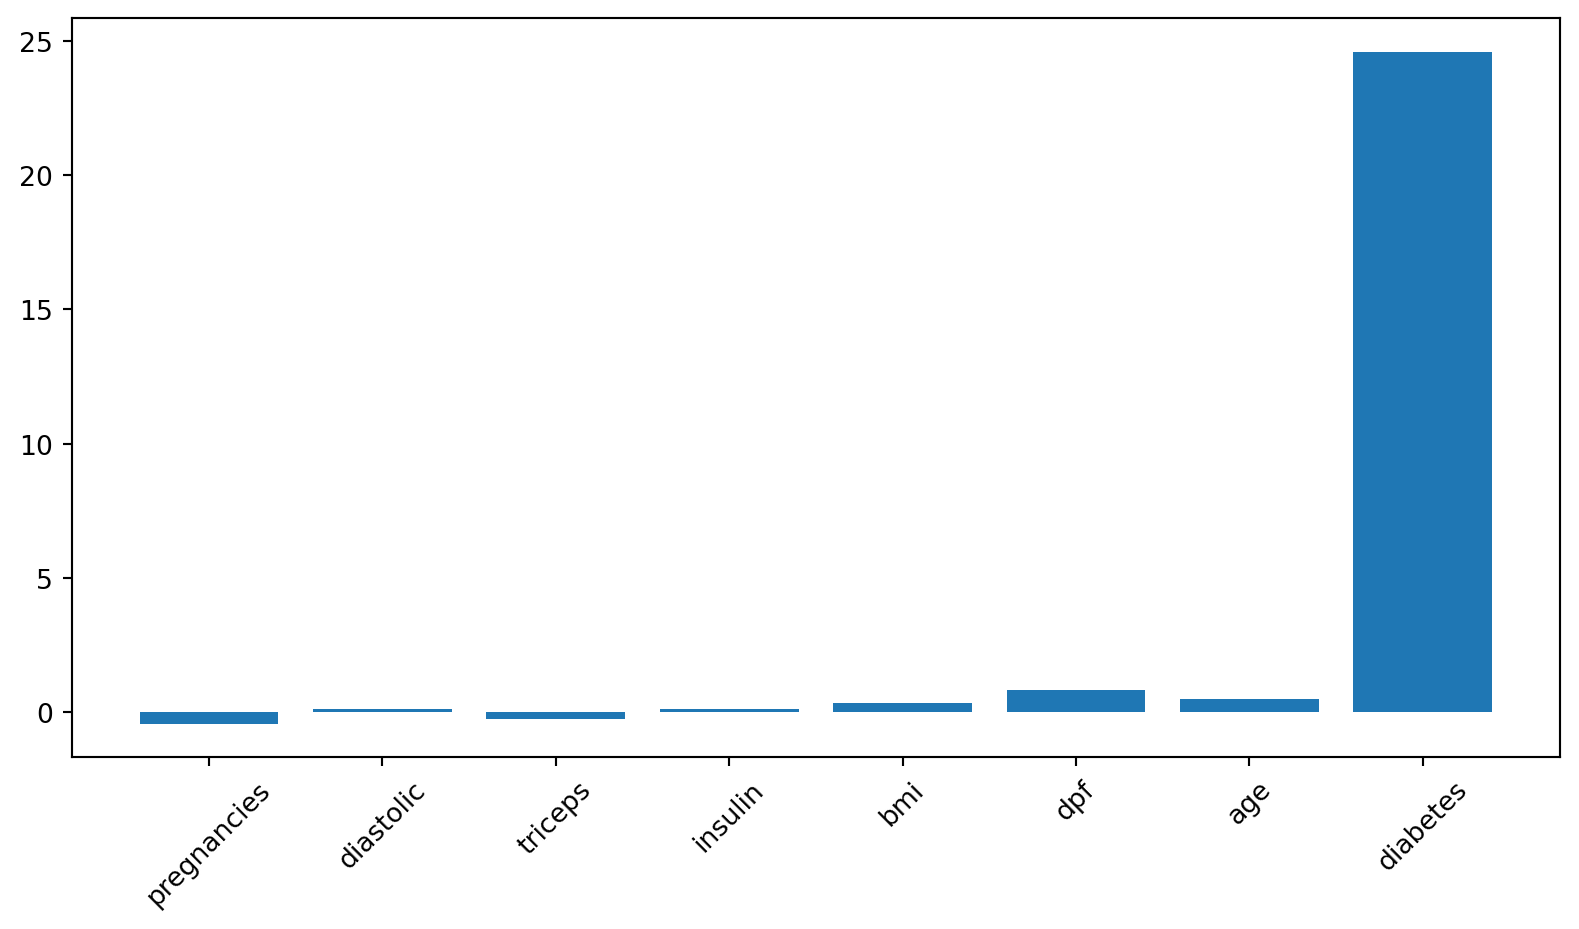 25
20
15
10
5
0
pregnancies
diastolic
triceps
insulin
bmi
dpf
age
diabetes